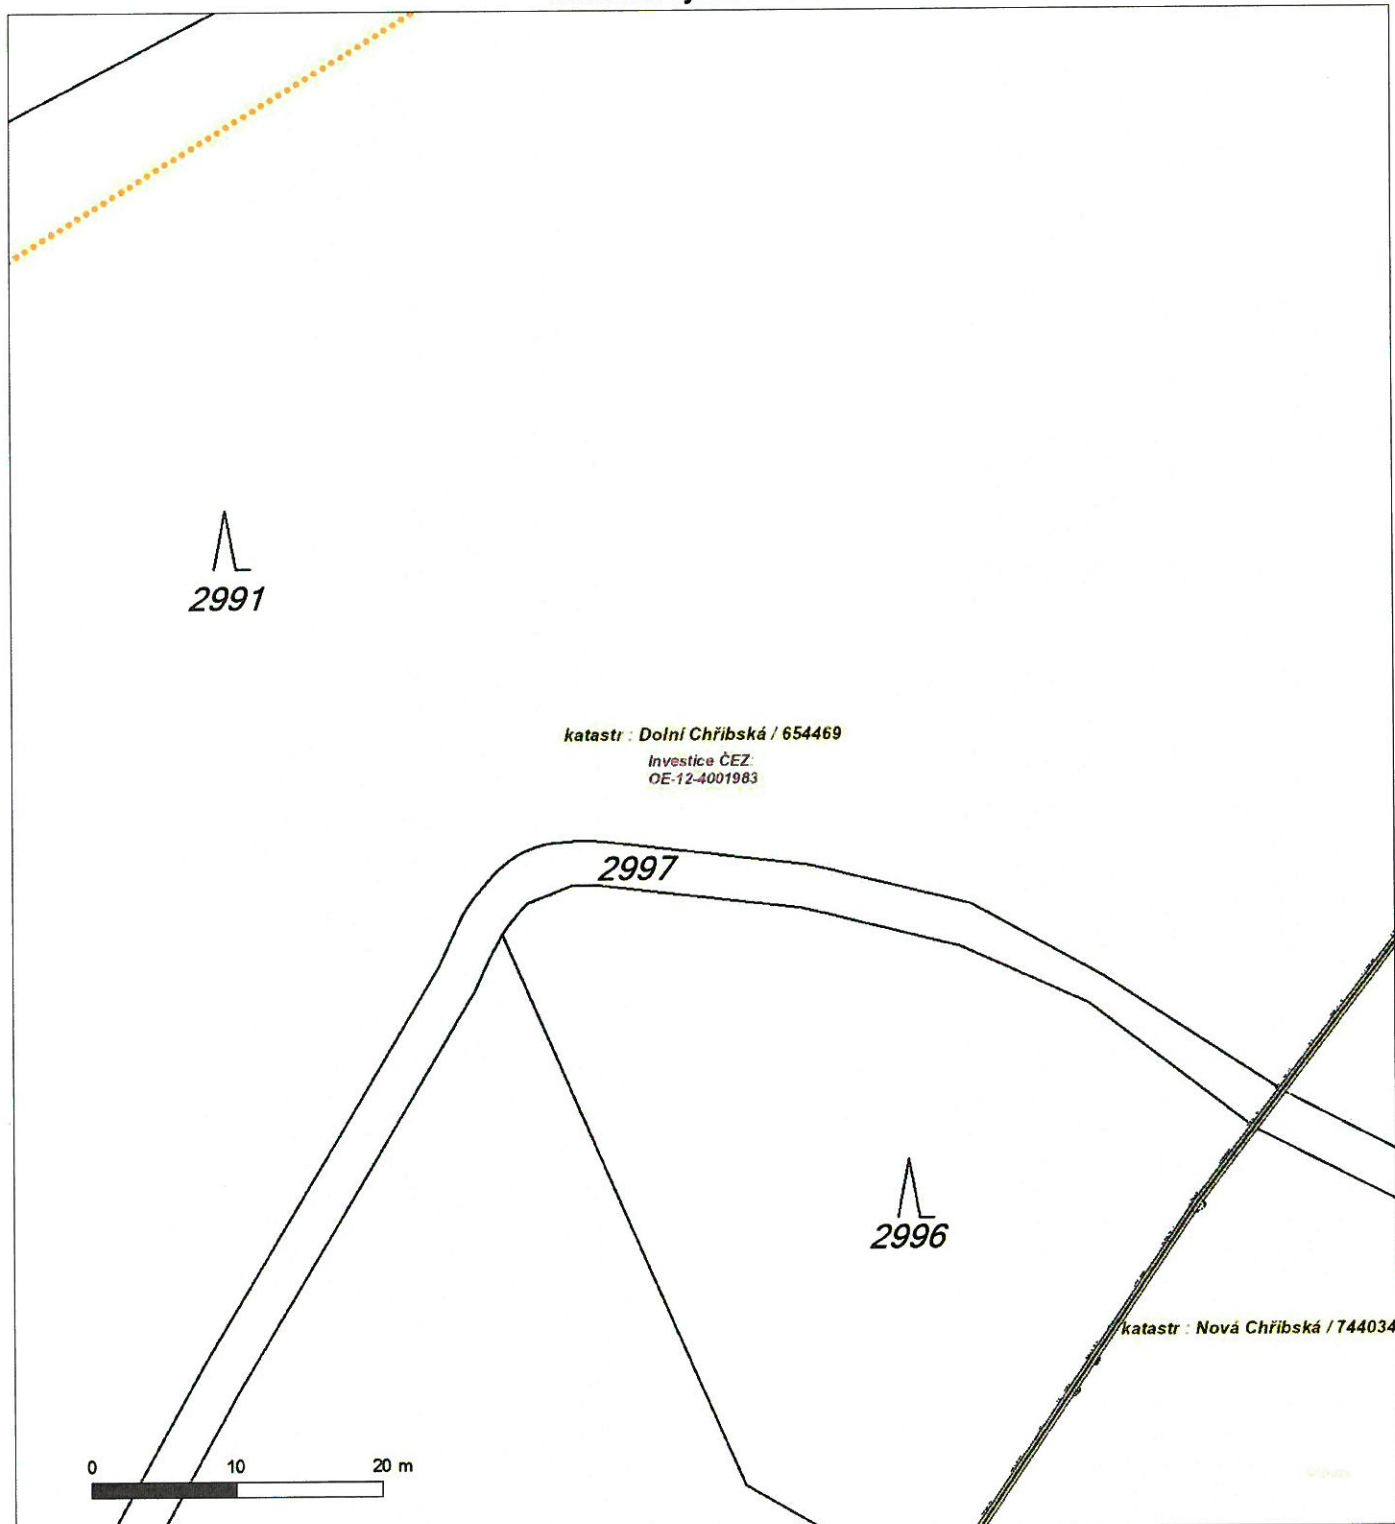 2991
katastr : Dolní Chřibská / 654469
Investice ČEZ:
OE-12-4001983
2997
2996
katastr : Nová Chřibská / 744034
0 10 20 m